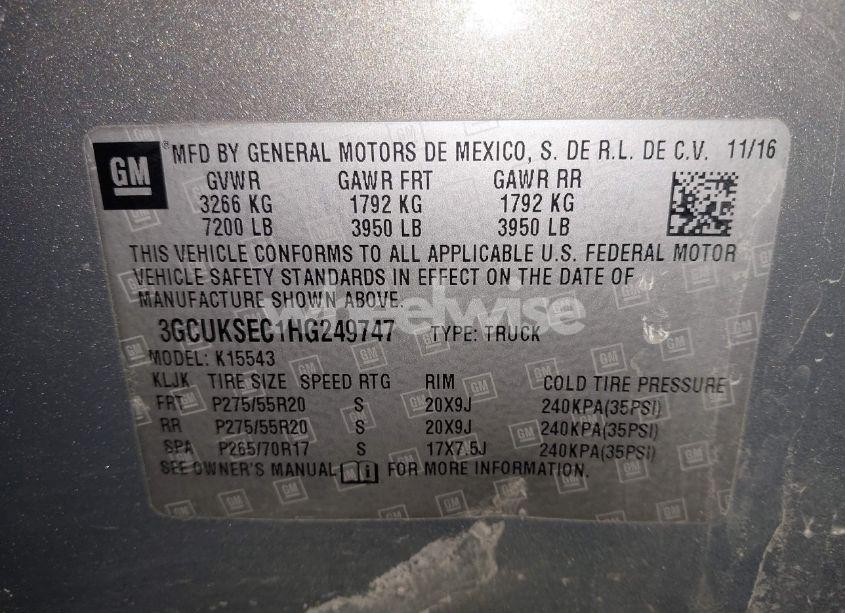 GM ® MFD BY GENERAL MOTORS DE MEXICO, S. DE R.L. DE C.V. 11/16
GVWR GAWR FRT GAWR RR
3266 KG 1792 KG 1792 KG
7200 LB 3950 LB 3950 LB
THIS VEHICLE CONFORMS TO ALL APPLICABLE U.S. FEDERAL MOTOR
VEHICLE SAFETY STANDARDS IN EFFECT ON THE DATE OF
MANUFACTURE SHOWN ABOVE.
wheelwise
3GCUKSEC1HG249747 TYPE: TRUCK
MODEL: K15543
KLJK TIRE SIZE SPEED RTG RIM COLD TIRE PRESSURE
FRT P275/55R20 S 20X9J 240KPA(35PSI)
RR P275/55R20 S 20X9J 240KPA(35PSI)
SPA P265/70R17 S 17X7.5J 240KPA(35PSI)
SEE OWNER'S MANUAL FOR MORE INFORMATION.